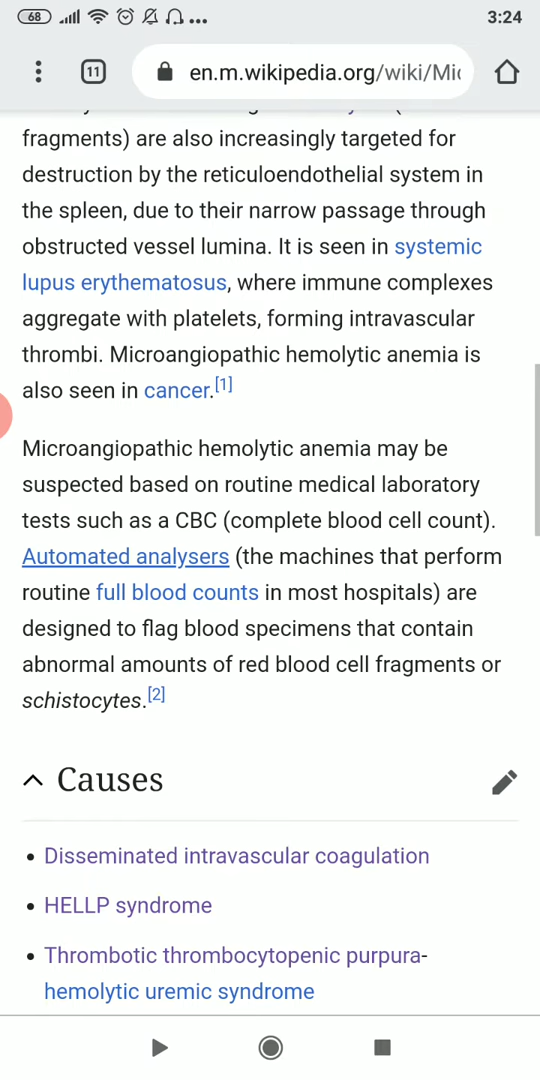 68
3:24
11
en.m.wikipedia.org/wiki/Mi
fragments) are also increasingly targeted for
destruction by the reticuloendothelial system in
the spleen, due to their narrow passage through
obstructed vessel lumina. It is seen in systemic
lupus erythematosus, where immune complexes
aggregate with platelets, forming intravascular
thrombi. Microangiopathic hemolytic anemia is
also seen in cancer.[1]
Microangiopathic hemolytic anemia may be
suspected based on routine medical laboratory
tests such as a CBC (complete blood cell count).
Automated analysers (the machines that perform
routine full blood counts in most hospitals) are
designed to flag blood specimens that contain
abnormal amounts of red blood cell fragments or
schistocytes.[2]
Causes
• Disseminated intravascular coagulation
• HELLP syndrome
• Thrombotic thrombocytopenic purpura-
hemolytic uremic syndrome